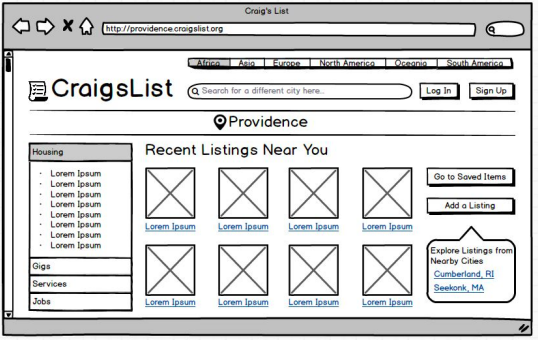 Craig's List
http://providence.craigslist.org
Africa Asia Europe North America Oceania South America
CraigsList
Search for a different city here..
Log In
Sign Up
Providence
Housing
Lorem Ipsum
Lorem Ipsum
Lorem Ipsum
Lorem Ipsum
Lorem Ipsum
Lorem Ipsum
Lorem Ipsum
Lorem Ipsum
Gigs
Services
Jobs
Recent Listings Near You
Lorem Ipsum Lorem Ipsum Lorem Ipsum Lorem Ipsum
Lorem Ipsum Lorem Ipsum Lorem Ipsum Lorem Ipsum
Go to Saved Items
Add a Listing
Explore Listings from
Nearby Cities
Cumberland, RI
Seekonk, MA